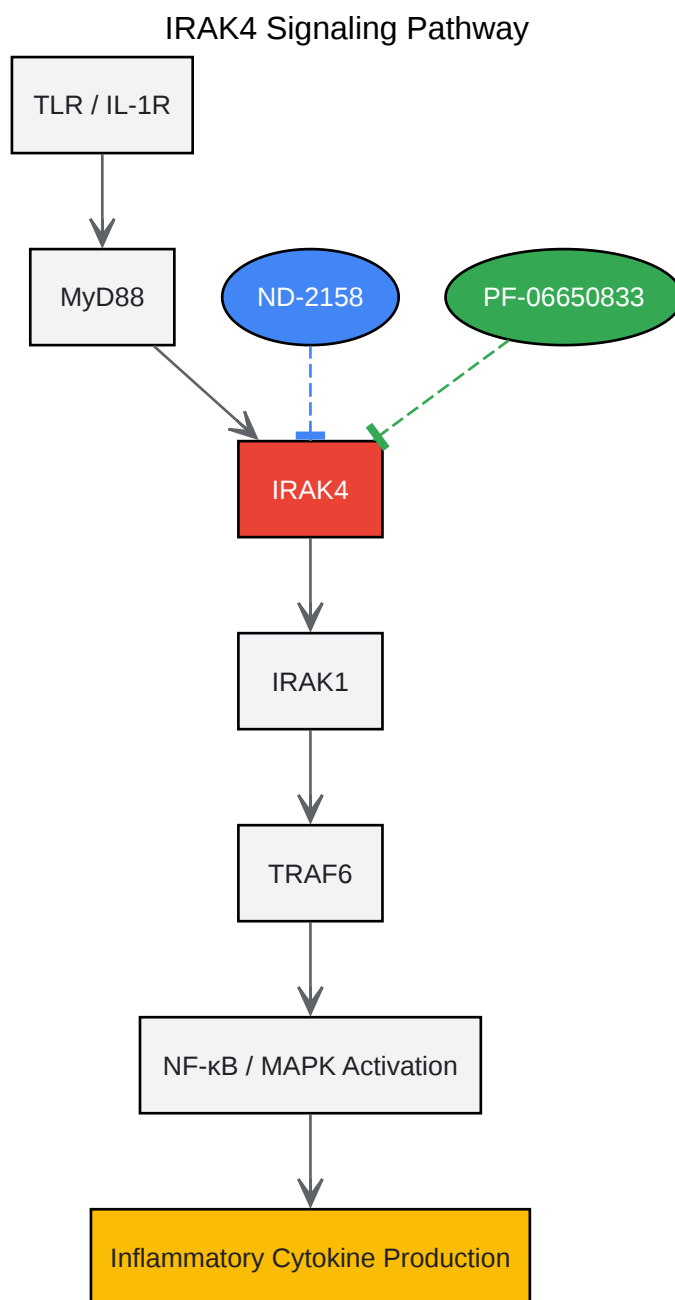 IRAK4 Signaling Pathway
TLR / IL-1R
MyD88
ND-2158
PF-06650833
IRAK4
IRAK1
TRAF6
NF-κB / MAPK Activation
Inflammatory Cytokine Production